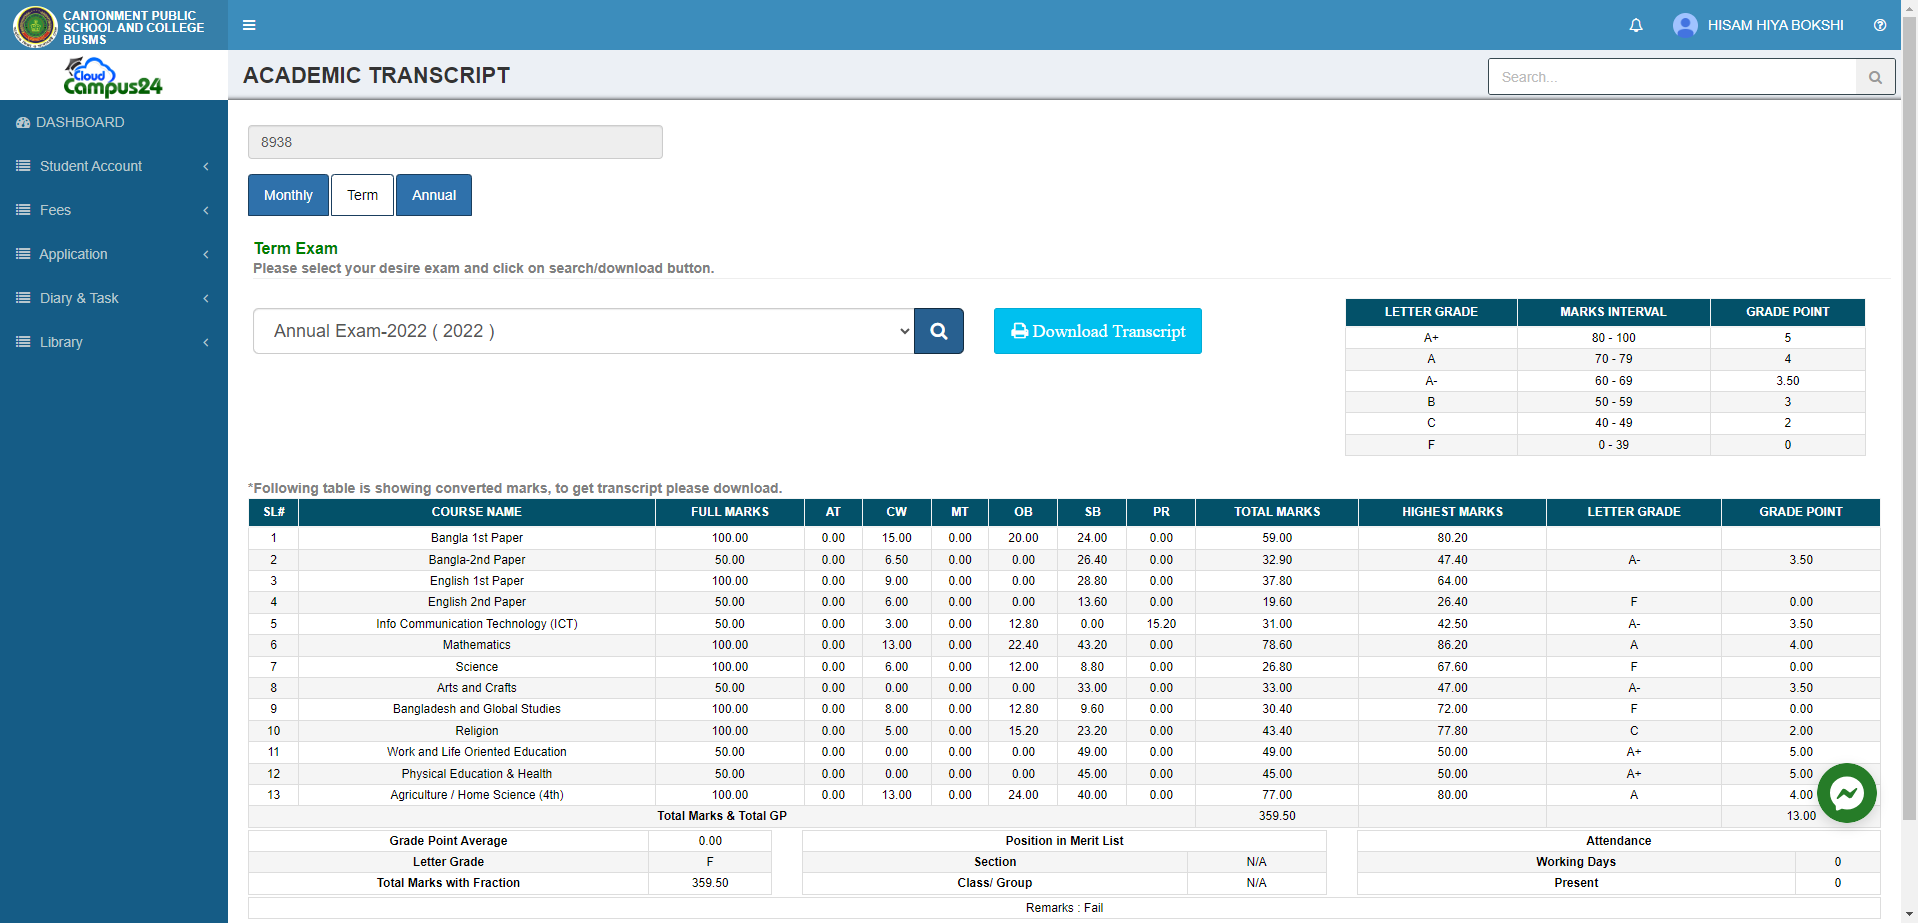 CANTONMENT PUBLIC
SCHOOL AND COLLEGE
BUSMS
HISAM HIYA BOKSHI
Cloud
Campus24
ACADEMIC TRANSCRIPT
Search...
DASHBOARD
Student Account
Fees
Application
Diary & Task
Library
8938
Monthly Term Annual
Term Exam
Please select your desire exam and click on search/download button.
Annual Exam-2022 ( 2022 )
Download Transcript
LETTER GRADE MARKS INTERVAL GRADE POINT
A+ 80 - 100 5
A 70 - 79 4
A- 60 - 69 3.50
B 50 - 59 3
C 40 - 49 2
F 0 - 39 0
*Following table is showing converted marks, to get transcript please download.
SL# COURSE NAME FULL MARKS AT CW MT OB SB PR TOTAL MARKS HIGHEST MARKS LETTER GRADE GRADE POINT
1 Bangla 1st Paper 100.00 0.00 15.00 0.00 20.00 24.00 0.00 59.00 80.20
2 Bangla-2nd Paper 50.00 0.00 6.50 0.00 0.00 26.40 0.00 32.90 47.40 A- 3.50
3 English 1st Paper 100.00 0.00 9.00 0.00 0.00 28.80 0.00 37.80 64.00
4 English 2nd Paper 50.00 0.00 6.00 0.00 0.00 13.60 0.00 19.60 26.40 F 0.00
5 Info Communication Technology (ICT) 50.00 0.00 3.00 0.00 12.80 0.00 15.20 31.00 42.50 A- 3.50
6 Mathematics 100.00 0.00 13.00 0.00 22.40 43.20 0.00 78.60 86.20 A 4.00
7 Science 100.00 0.00 6.00 0.00 12.00 8.80 0.00 26.80 67.60 F 0.00
8 Arts and Crafts 50.00 0.00 0.00 0.00 0.00 33.00 0.00 33.00 47.00 A- 3.50
9 Bangladesh and Global Studies 100.00 0.00 8.00 0.00 12.80 9.60 0.00 30.40 72.00 F 0.00
10 Religion 100.00 0.00 5.00 0.00 15.20 23.20 0.00 43.40 77.80 C 2.00
11 Work and Life Oriented Education 50.00 0.00 0.00 0.00 0.00 49.00 0.00 49.00 50.00 A+ 5.00
12 Physical Education & Health 50.00 0.00 0.00 0.00 0.00 45.00 0.00 45.00 50.00 A+ 5.00
13 Agriculture / Home Science (4th) 100.00 0.00 13.00 0.00 24.00 40.00 0.00 77.00 80.00 A 4.00
Total Marks & Total GP 359.50 13.00
Grade Point Average 0.00
Letter Grade F
Total Marks with Fraction 359.50
Position in Merit List
Section N/A
Class/ Group N/A
Attendance
Working Days 0
Present 0
Remarks : Fail